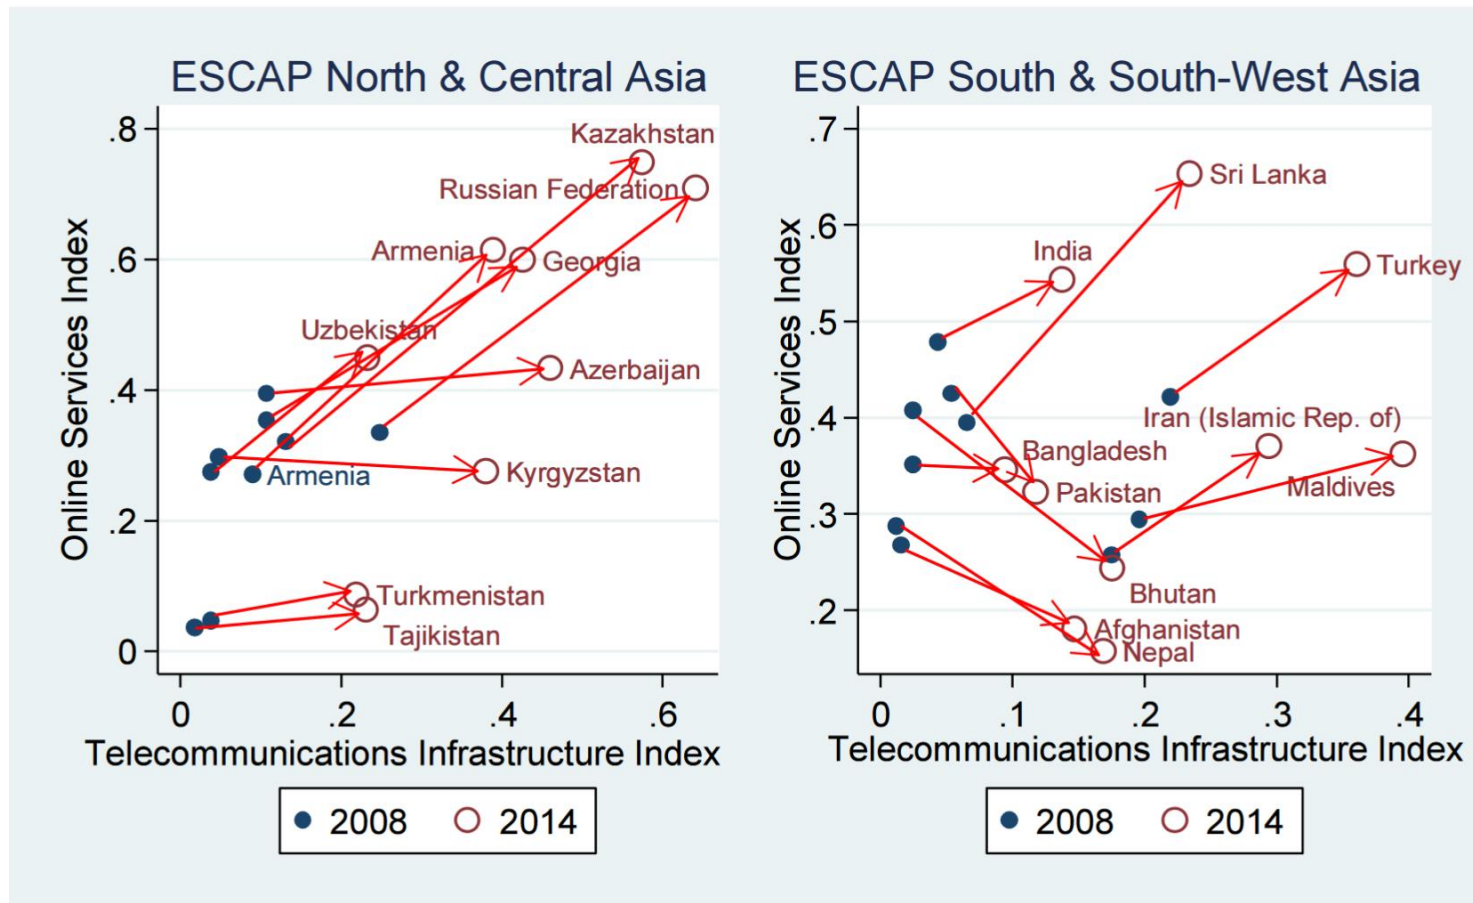 ESCAP North & Central Asia
.8
.6
.4
.2
0
Online Services Index
Kazakhstan
Russian Federation
Armenia
Georgia
Uzbekistan
Azerbaijan
Armenia
Kyrgyzstan
Turkmenistan
Tajikistan
0 .2 .4 .6
Telecommunications Infrastructure Index
2008 2014
ESCAP South & South-West Asia
.7
.6
.5
.4
.3
.2
Online Services Index
Sri Lanka
India
Turkey
Iran (Islamic Rep. of)
Bangladesh
Maldives
Pakistan
Bhutan
Afghanistan
Nepal
0 .1 .2 .3 .4
Telecommunications Infrastructure Index
2008 2014